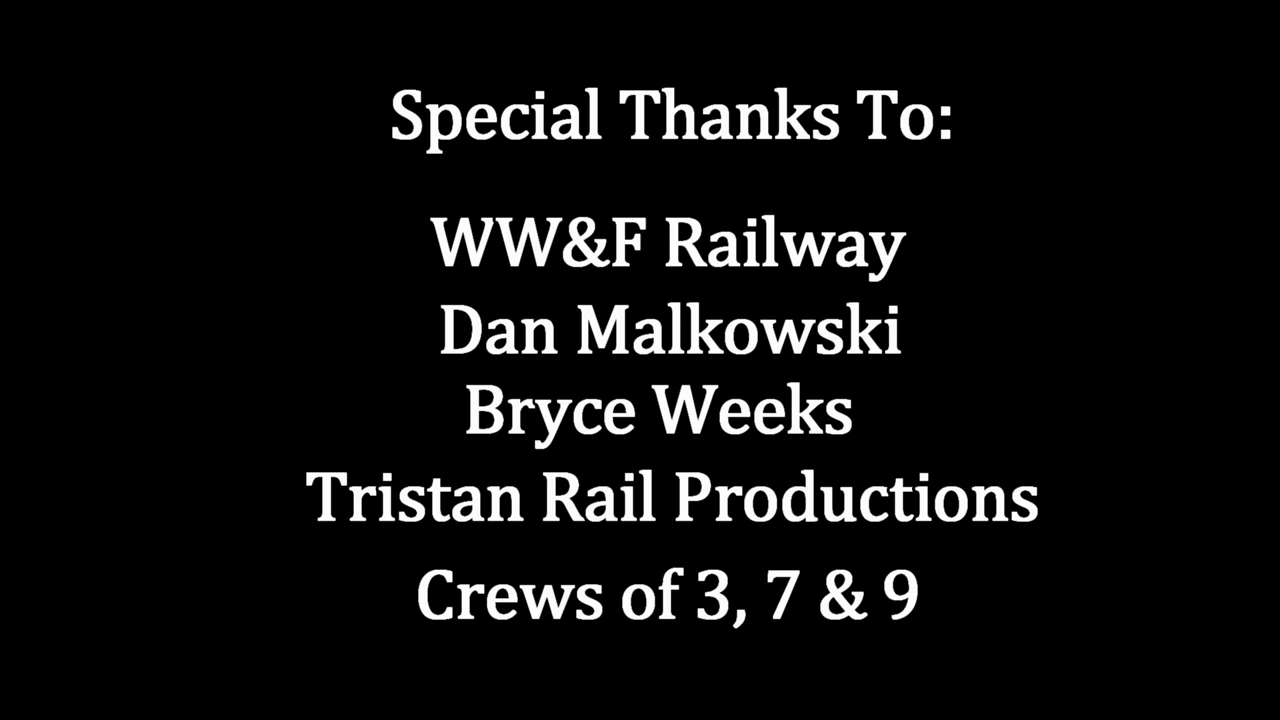 Special Thanks To:
WW&F Railway
Dan Malkowski
Bryce Weeks
Tristan Rail Productions
Crews of 3, 7 & 9